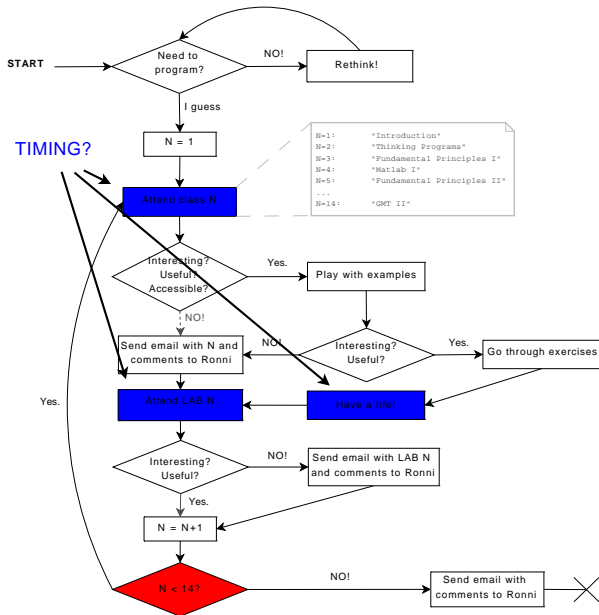 START
Need to
program?
NO!
Rethink!
I guess
N = 1
N=1: "Introduction"
N=2: "Thinking Programs"
N=3: "Fundamental Principles I"
N=4: "Matlab I"
N=5: "Fundamental Principles II"
...
N=14: "GMT II"
TIMING?
Attend class N
Interesting?
Useful?
Accessible?
Yes.
Play with examples
NO!
Send email with N and
comments to Ronni
NO!
Interesting?
Useful?
Yes.
Go through exercises
Yes.
Attend LAB N
Have a life!
Interesting?
Useful?
NO!
Send email with LAB N
and comments to Ronni
Yes.
N = N+1
N < 14?
NO!
Send email with
comments to Ronni